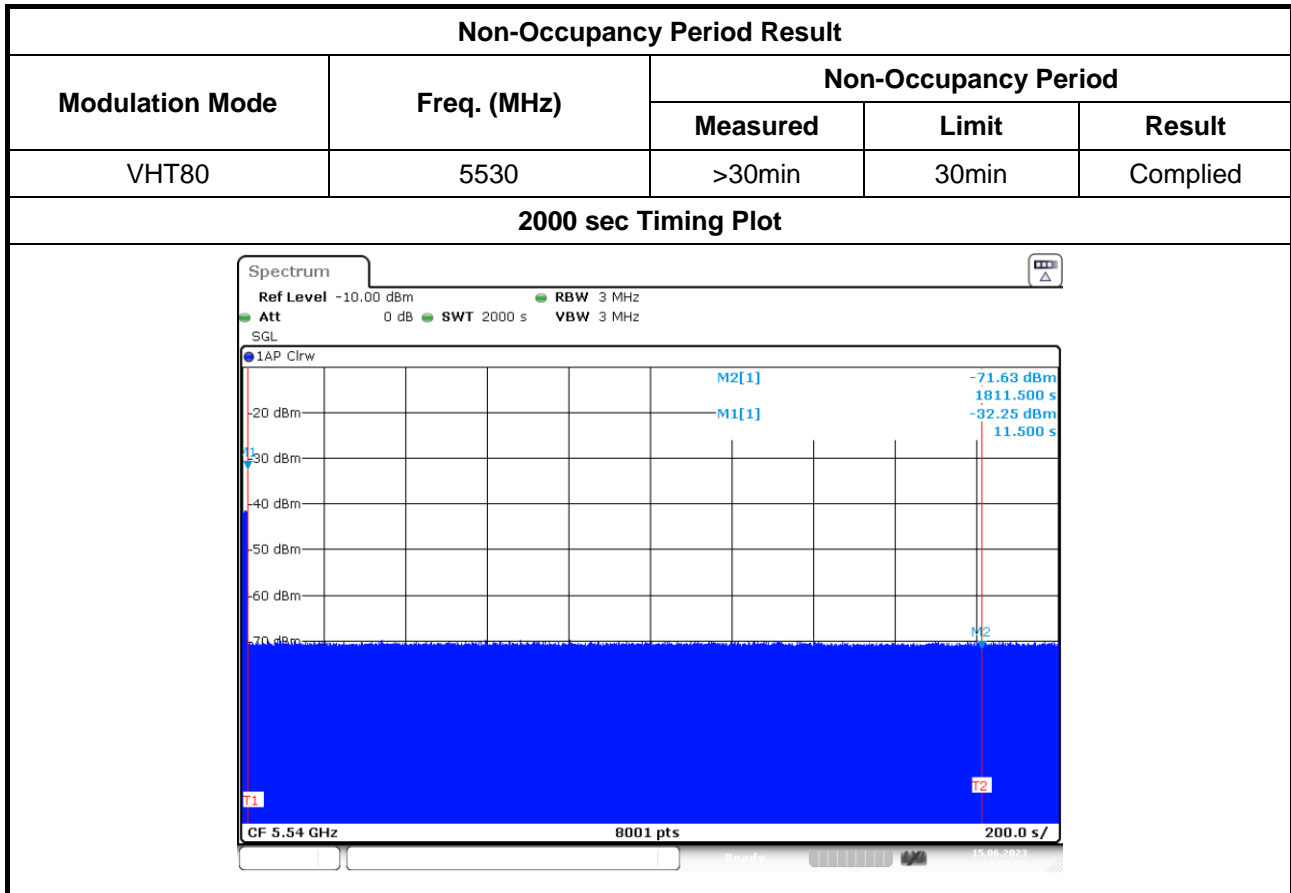 Non-Occupancy Period Result
Modulation Mode
Freq. (MHz)
Non-Occupancy Period
Measured
Limit
Result
VHT80
5530
>30min
30min
Complied
2000 sec Timing Plot
Spectrum
Ref Level -10.00 dBm
RBW 3 MHz
Att 0 dB
SWT 2000 s
VBW 3 MHz
SGL
1AP Clrw
M2[1] -71.63 dBm
1811.500 s
M1[1] -32.25 dBm
11.500 s
-20 dBm
M1
-30 dBm
-40 dBm
-50 dBm
-60 dBm
-70 dBm
M2
T2
T1
CF 5.54 GHz
8001 pts
200.0 s/
Ready
15.06.2023